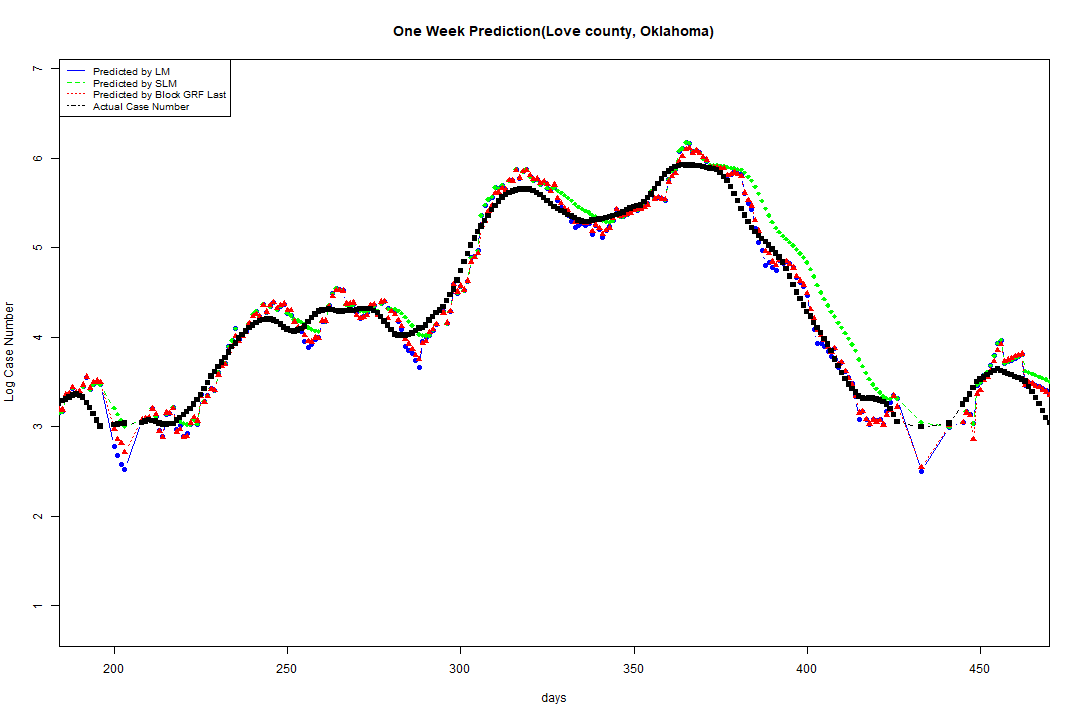 One Week Prediction(Love county, Oklahoma)
Predicted by LM
Predicted by SLM
Predicted by Block GRF Last
Actual Case Number
7
6
5
4
3
2
1
Log Case Number
200 250 300 350 400 450
days